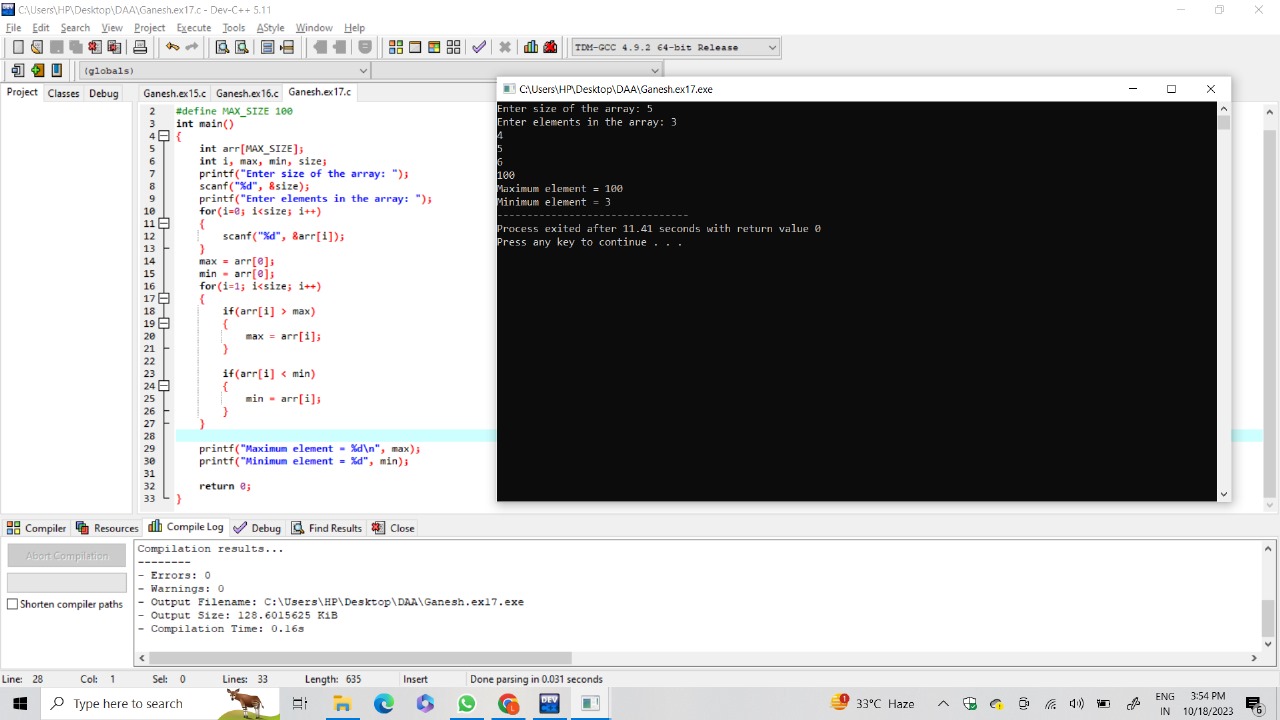 C:\Users\HP\Desktop\DAA\Ganesh.ex17.c - Dev-C++ 5.11
File Edit Search View Project Execute Tools AStyle Window Help
TDM-GCC 4.9.2 64-bit Release
(globals)
Project Classes Debug
Ganesh.ex15.c Ganesh.ex16.c Ganesh.ex17.c
2 #define MAX_SIZE 100
3 int main()
4 {
5 int arr[MAX_SIZE];
6 int i, max, min, size;
7 printf("Enter size of the array: ");
8 scanf("%d", &size);
9 printf("Enter elements in the array: ");
10 for(i=0; i<size; i++)
11 {
12 scanf("%d", &arr[i]);
13 }
14 max = arr[0];
15 min = arr[0];
16 for(i=1; i<size; i++)
17 {
18 if(arr[i] > max)
19 {
20 max = arr[i];
21 }
22
23 if(arr[i] < min)
24 {
25 min = arr[i];
26 }
27 }
28
29 printf("Maximum element = %d\n", max);
30 printf("Minimum element = %d", min);
31
32 return 0;
33 }
C:\Users\HP\Desktop\DAA\Ganesh.ex17.exe
Enter size of the array: 5
Enter elements in the array: 3
4
5
6
100
Maximum element = 100
Minimum element = 3
--------------------------------
Process exited after 11.41 seconds with return value 0
Press any key to continue . . .
Compiler Resources Compile Log Debug Find Results Close
Abort Compilation
Shorten compiler paths
Compilation results...
--------
- Errors: 0
- Warnings: 0
- Output Filename: C:\Users\HP\Desktop\DAA\Ganesh.ex17.exe
- Output Size: 128.6015625 KiB
- Compilation Time: 0.16s
Line: 28 Col: 1 Sel: 0 Lines: 33 Length: 635 Insert Done parsing in 0.031 seconds
Type here to search
DEV
1
33°C Haze
ENG
IN
3:54 PM
10/18/2023
6